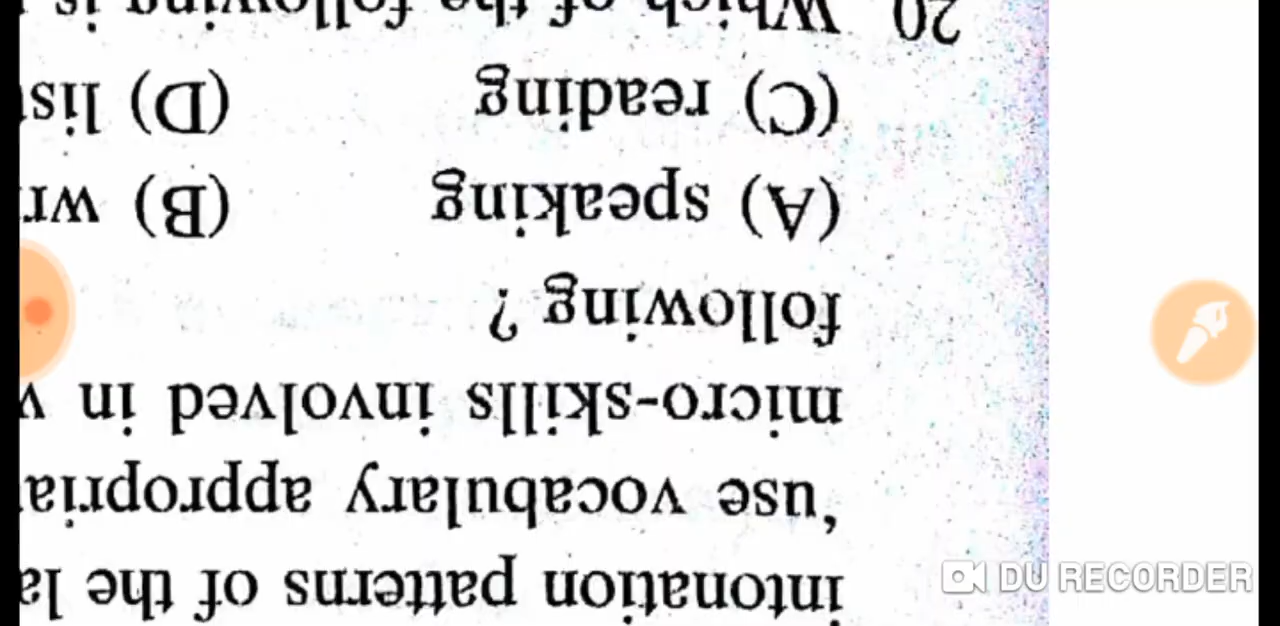 intonation patterns of the la
'use vocabulary appropria
micro-skills involved in
following ?
(A) speaking (B) wr
(C) reading (D) lis
20 Which of the following is
DU RECORDER